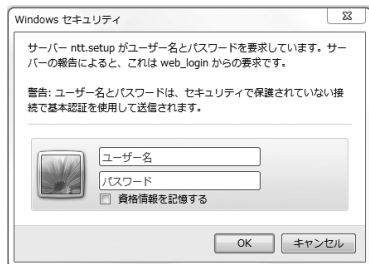 Windows セキュリティ
サーバー ntt.setup がユーザー名とパスワードを要求しています。サー
バーの報告によると、これは web_login からの要求です。
警告: ユーザー名とパスワードは、セキュリティで保護されていない接
続で基本認証を使用して送信されます。
ユーザー名
パスワード
資格情報を記憶する
OK キャンセル